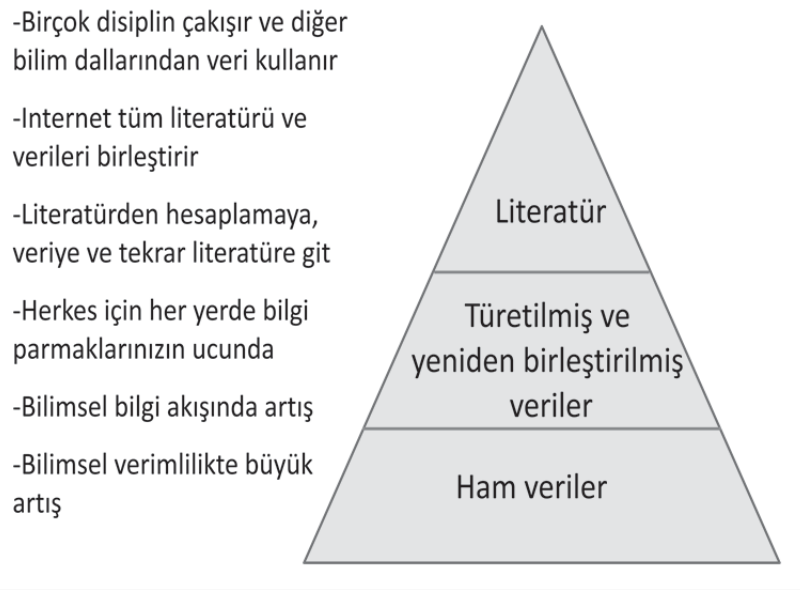 -Birçok disiplin çakışır ve diğer
bilim dallarından veri kullanır
-Internet tüm literatürü ve
verileri birleştirir
-Literatürden hesaplamaya,
veriye ve tekrar literatüre git
-Herkes için her yerde bilgi
parmaklarınızın ucunda
-Bilimsel bilgi akışında artış
-Bilimsel verimlilikte büyük
artış
Literatür
Türetilmiş ve
yeniden birleştirilmiş
veriler
Ham veriler